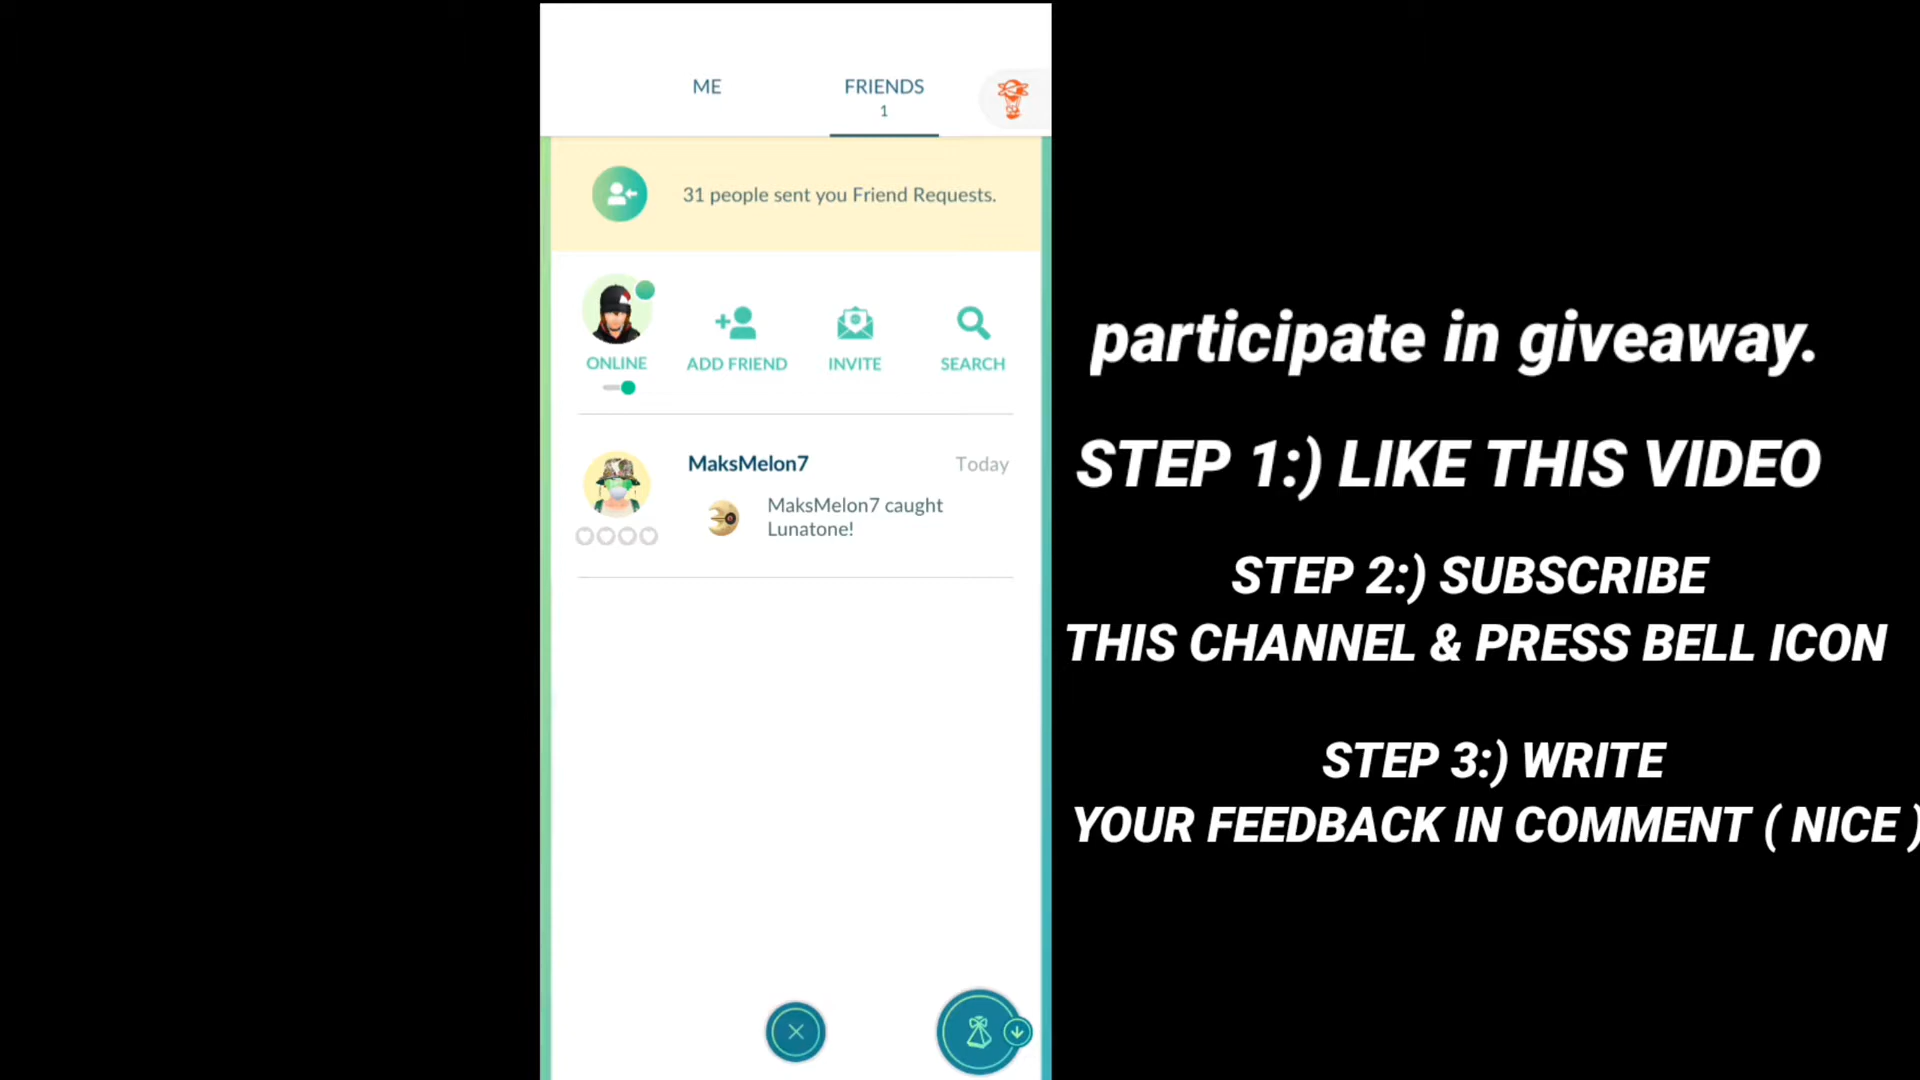 ME
FRIENDS
1
31 people sent you Friend Requests.
ONLINE
ADD FRIEND
INVITE
SEARCH
MaksMelon7
Today
MaksMelon7 caught
Lunatone!
participate in giveaway.
STEP 1:) LIKE THIS VIDEO
STEP 2:) SUBSCRIBE
THIS CHANNEL & PRESS BELL ICON
STEP 3:) WRITE
YOUR FEEDBACK IN COMMENT ( NICE )